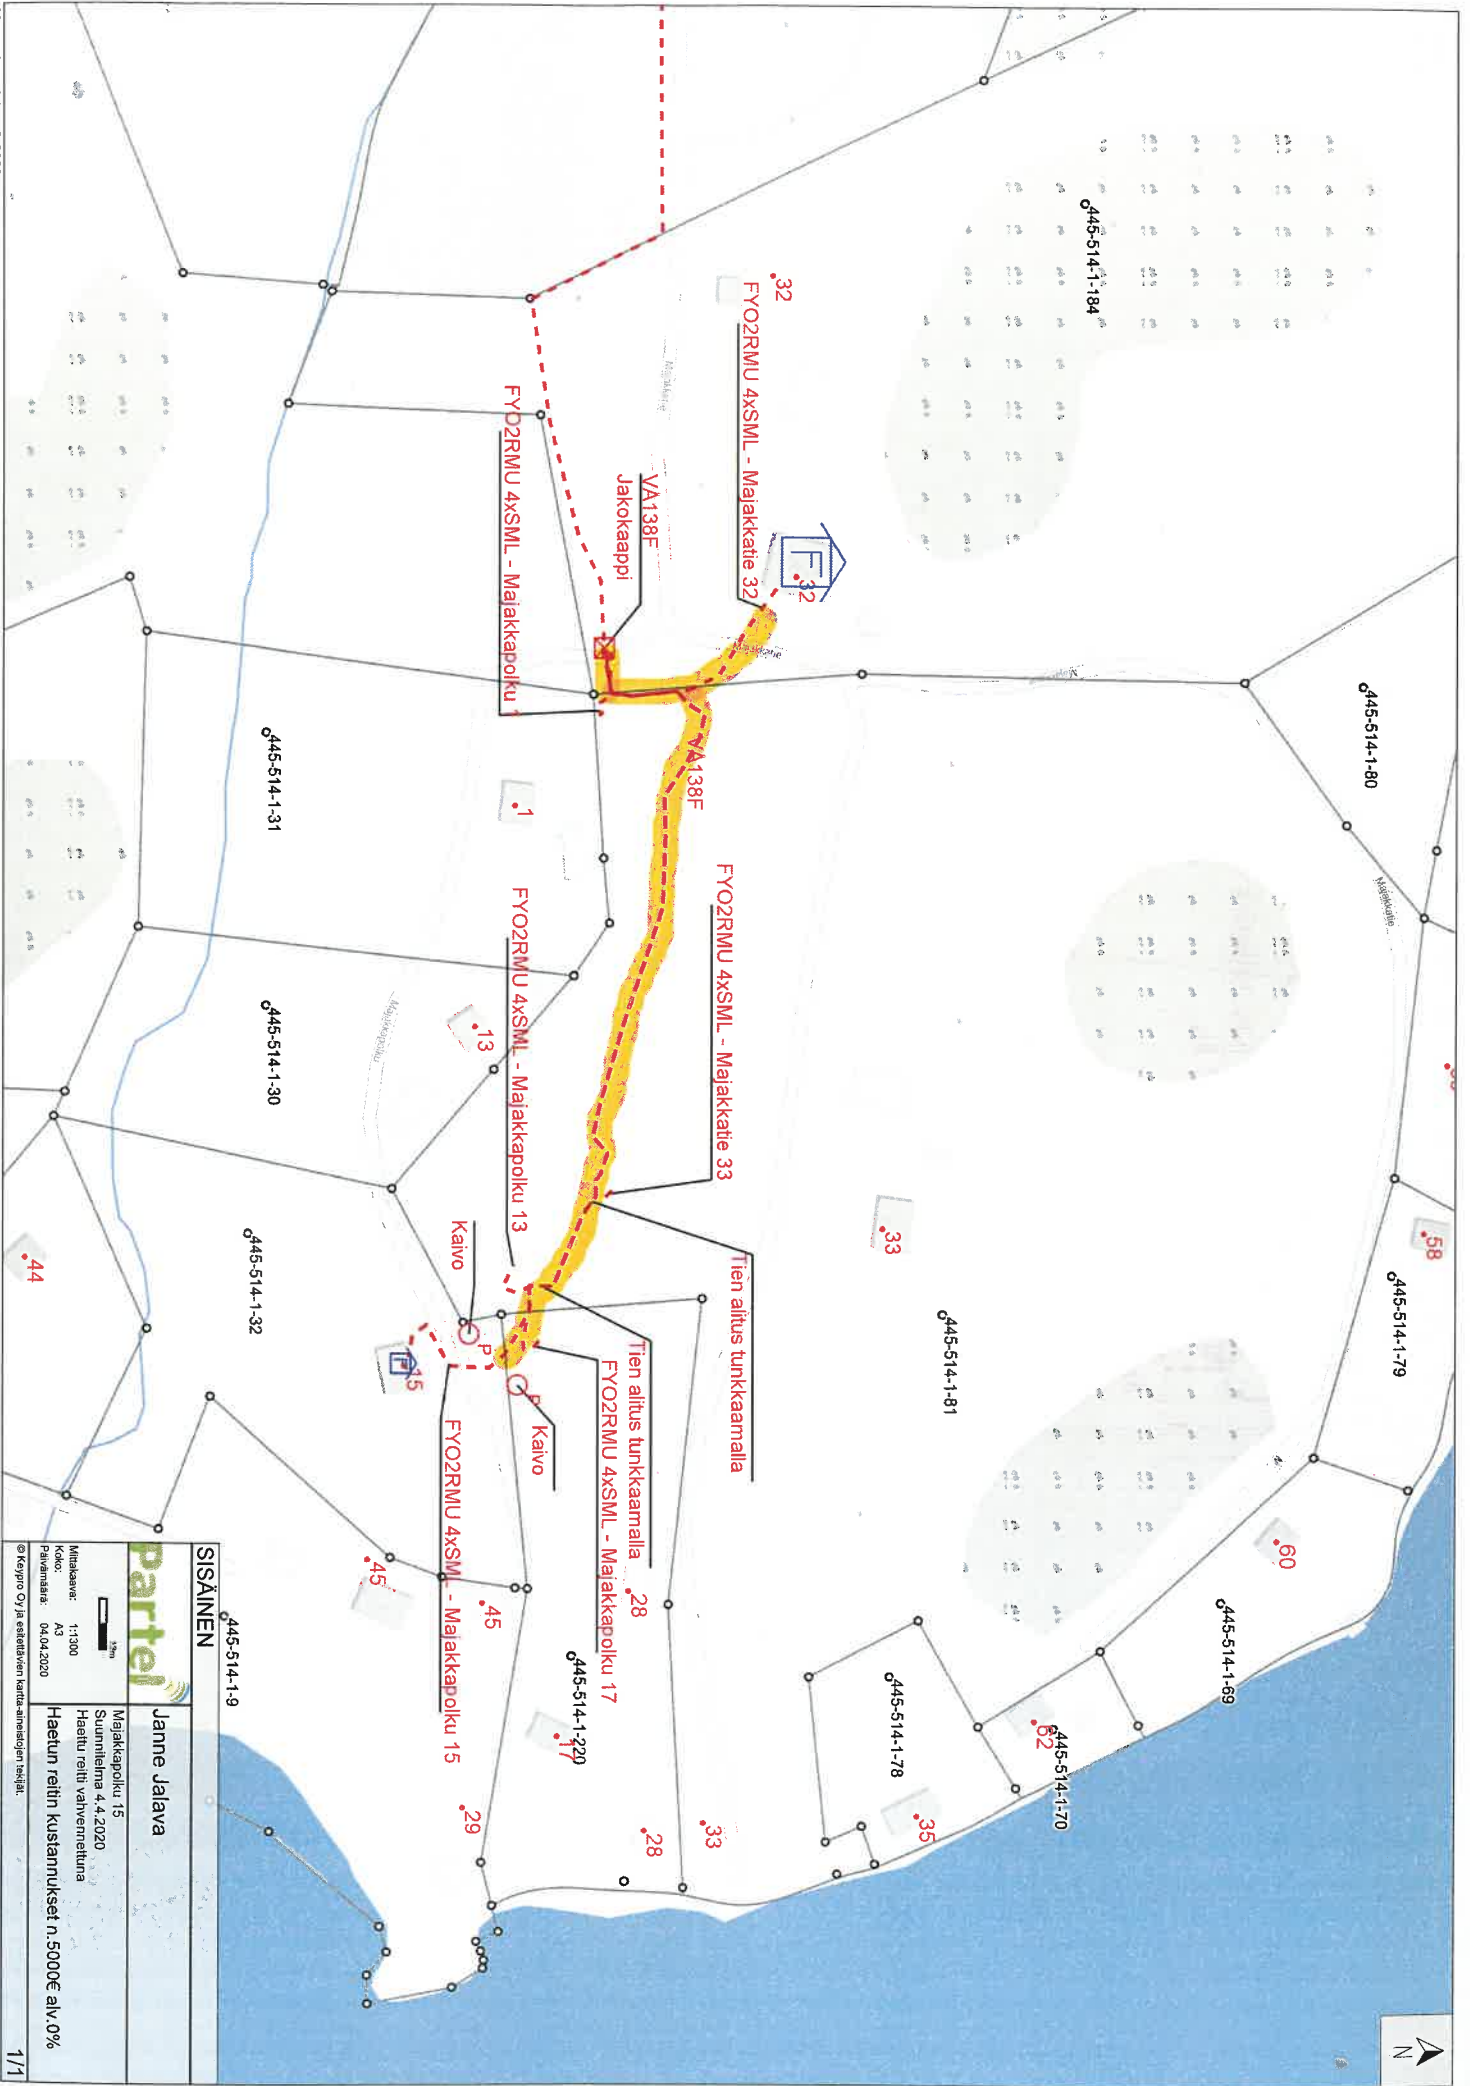 445-514-1-184
445-514-1-80
445-514-1-79
445-514-1-81
445-514-1-69
445-514-1-70
445-514-1-78
445-514-1-220
445-514-1-31
445-514-1-30
445-514-1-32
445-514-1-9
58
60
62
35
33
33
28
28
17
29
45
45
44
13
1
15
32
32
F
F
Majakkatie
Majakkatie
Majakkatie
Majakkapolku
FYO2RMU 4xSML - Majakkatie 32
VA138F
Jakokaappi
FYO2RMU 4xSML - Majakkapolku 1
VA138F
FYO2RMU 4xSML - Majakkatie 33
FYO2RMU 4xSML - Majakkapolku 13
Tien alitus tunkkaamalla
Tien alitus tunkkaamalla
FYO2RMU 4xSML - Majakkapolku 17
Kaivo
P
Kaivo
P
FYO2RMU 4xSML - Majakkapolku 15
N
SISÄINEN
Partel
Janne Jalava
Mittakaava: 1:1300
Koko: A3
Päivämäärä: 04.04.2020
Majakkapolku 15
Suunnitelma 4.4.2020
Haettu reitti vahvennettuna
Haetun reitin kustannukset n.5000€ alv.0%
© Keypro Oy ja esitettävien kartta-aineistojen tekijät.
1/1